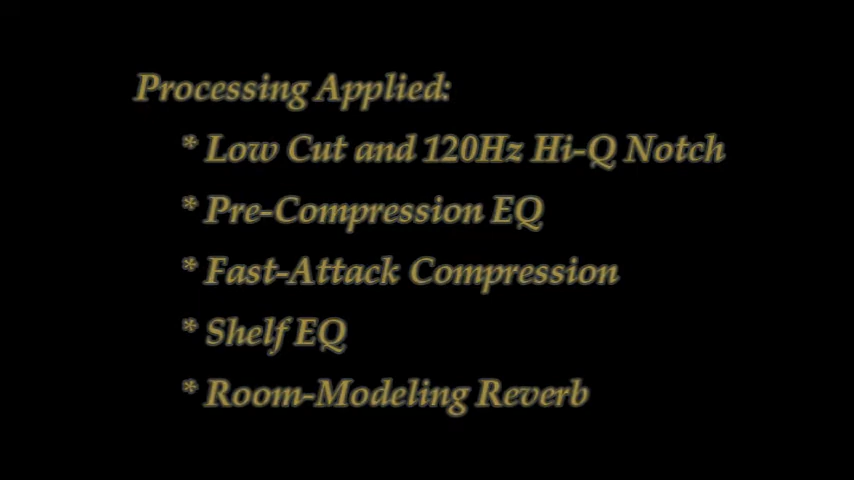 Processing Applied:
* Low Cut and 120Hz Hi-Q Notch
* Pre-Compression EQ
* Fast-Attack Compression
* Shelf EQ
* Room-Modeling Reverb